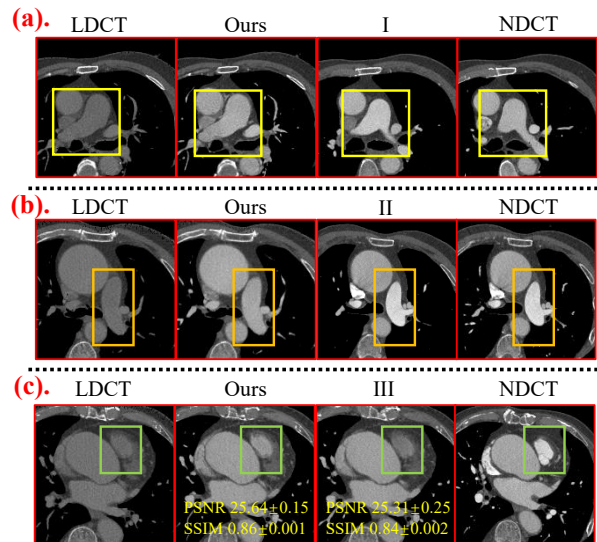 (a).
LDCT Ours I NDCT
(b).
LDCT Ours II NDCT
(c).
LDCT Ours III NDCT
PSNR 25.64±0.15 PSNR 25.31±0.25
SSIM 0.86±0.001 SSIM 0.84±0.002